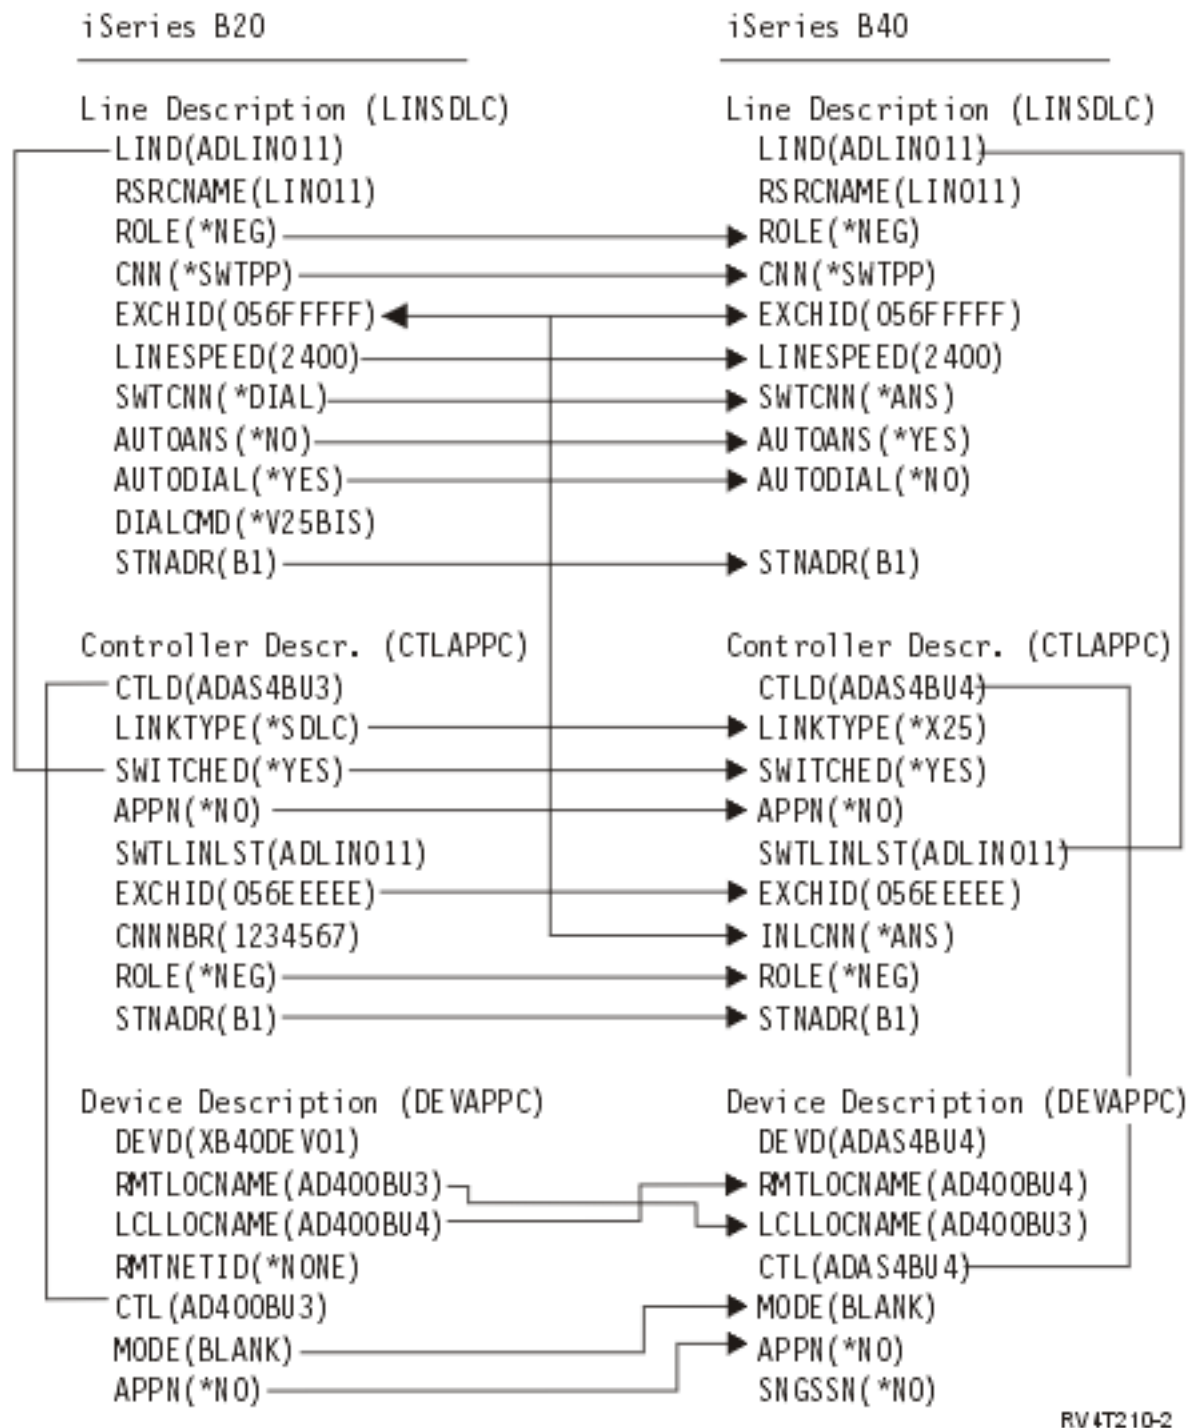 iSeries B20
Line Description (LINSDLC)
LIND(ADLIN011)
RSRCNAME(LIN011)
ROLE(*NEG)
CNN(*SWTPP)
EXCHID(056FFFFF)
LINESPEED(2400)
SWTCNN(*DIAL)
AUTOANS(*NO)
AUTODIAL(*YES)
DIALCMD(*V25BIS)
STNADR(B1)
Controller Descr. (CTLAPPC)
CTLD(ADAS4BU3)
LINKTYPE(*SDLC)
SWITCHED(*YES)
APPN(*NO)
SWTLINLST(ADLIN011)
EXCHID(056EEEEE)
CNNNBR(1234567)
ROLE(*NEG)
STNADR(B1)
Device Description (DEVAPPC)
DEVD(XB40DEV01)
RMTLOCNAME(AD400BU3)
LCLLOCNAME(AD400BU4)
RMTNETID(*NONE)
CTL(AD400BU3)
MODE(BLANK)
APPN(*NO)
iSeries B40
Line Description (LINSDLC)
LIND(ADLIN011)
RSRCNAME(LIN011)
ROLE(*NEG)
CNN(*SWTPP)
EXCHID(056FFFFF)
LINESPEED(2400)
SWTCNN(*ANS)
AUTOANS(*YES)
AUTODIAL(*NO)
STNADR(B1)
Controller Descr. (CTLAPPC)
CTLD(ADAS4BU4)
LINKTYPE(*X25)
SWITCHED(*YES)
APPN(*NO)
SWTLINLST(ADLIN011)
EXCHID(056EEEEE)
INLCNN(*ANS)
ROLE(*NEG)
STNADR(B1)
Device Description (DEVAPPC)
DEVD(ADAS4BU4)
RMTLOCNAME(AD400BU4)
LCLLOCNAME(AD400BU3)
CTL(ADAS4BU4)
MODE(BLANK)
APPN(*NO)
SNGSSN(*NO)
RV4T210-2